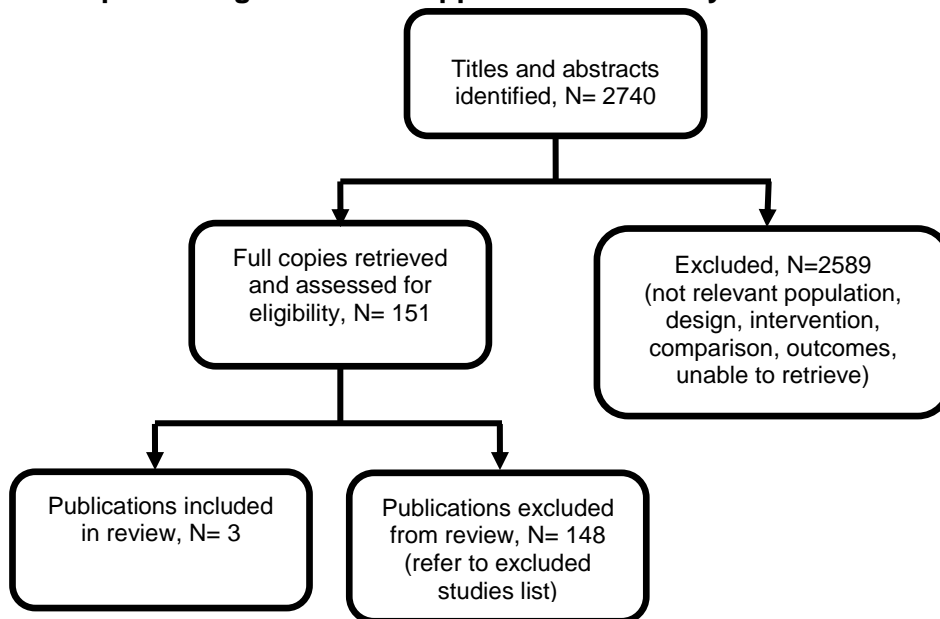 Titles and abstracts
identified, N= 2740
Full copies retrieved
and assessed for
eligibility, N= 151
Excluded, N=2589
(not relevant population,
design, intervention,
comparison, outcomes,
unable to retrieve)
Publications included
in review, N= 3
Publications excluded
from review, N= 148
(refer to excluded
studies list)